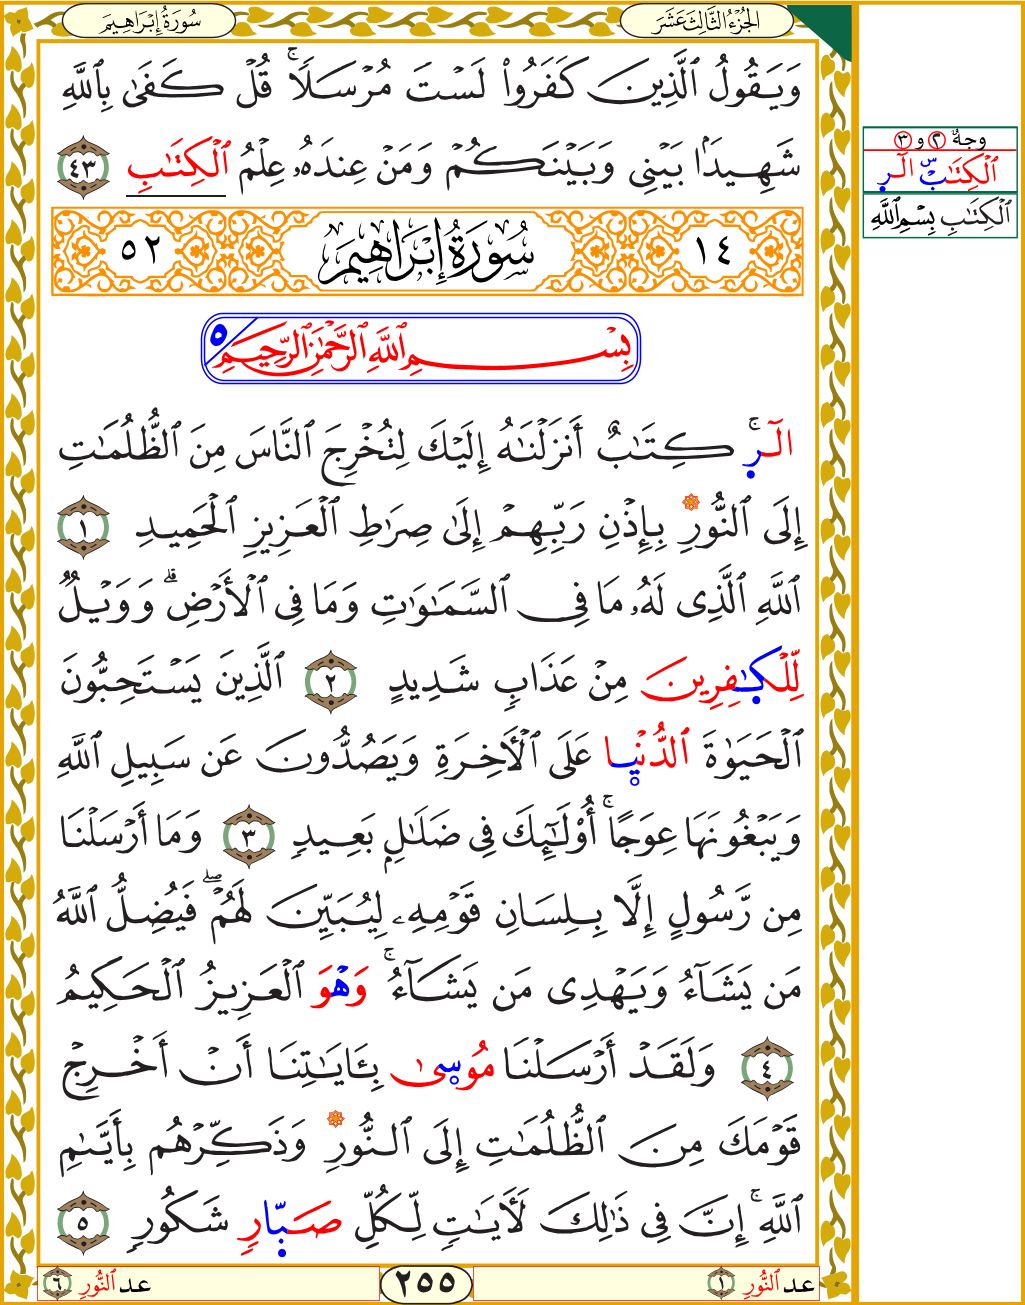 الجُزْءُ الثَّالِثَ عَشَرَ
سُورَةُ إِبْرَاهِيمَ
وَيَقُولُ ٱلَّذِينَ كَفَرُوا۟ لَسْتَ مُرْسَلًا ۚ قُلْ كَفَىٰ بِٱللَّهِ
شَهِيدًۢا بَيْنِى وَبَيْنَكُمْ وَمَنْ عِندَهُۥ عِلْمُ ٱلْكِتَٰبِ ٤٣
١٤ سُورَةُ إِبْرَاهِيمَ ٥٢
بِسْمِ ٱللَّهِ ٱلرَّحْمَٰنِ ٱلرَّحِيمِ ٥
الٓر ۚ كِتَٰبٌ أَنزَلْنَٰهُ إِلَيْكَ لِتُخْرِجَ ٱلنَّاسَ مِنَ ٱلظُّلُمَٰتِ
إِلَى ٱلنُّورِ بِإِذْنِ رَبِّهِمْ إِلَىٰ صِرَٰطِ ٱلْعَزِيزِ ٱلْحَمِيدِ ١
ٱللَّهِ ٱلَّذِى لَهُۥ مَا فِى ٱلسَّمَٰوَٰتِ وَمَا فِى ٱلْأَرْضِ ۗ وَوَيْلٌ
لِّلْكَٰفِرِينَ مِنْ عَذَابٍ شَدِيدٍ ٢ ٱلَّذِينَ يَسْتَحِبُّونَ
ٱلْحَيَوٰةَ ٱلدُّنْيَا عَلَى ٱلْأَخِرَةِ وَيَصُدُّونَ عَن سَبِيلِ ٱللَّهِ
وَيَبْغُونَهَا عِوَجًا ۚ أُو۟لَٰٓئِكَ فِى ضَلَٰلٍۭ بَعِيدٍ ٣ وَمَآ أَرْسَلْنَا
مِن رَّسُولٍ إِلَّا بِلِسَانِ قَوْمِهِۦ لِيُبَيِّنَ لَهُمْ ۖ فَيُضِلُّ ٱللَّهُ
مَن يَشَآءُ وَيَهْدِى مَن يَشَآءُ ۚ وَهْوَ ٱلْعَزِيزُ ٱلْحَكِيمُ
٤ وَلَقَدْ أَرْسَلْنَا مُوسَىٰ بِـَٔايَٰتِنَآ أَنْ أَخْرِجْ
قَوْمَكَ مِنَ ٱلظُّلُمَٰتِ إِلَى ٱلنُّورِ وَذَكِّرْهُم بِأَيَّىٰمِ
ٱللَّهِ ۚ إِنَّ فِى ذَٰلِكَ لَأَيَٰتٍ لِّكُلِّ صَبَّارٍ شَكُورٍ ٥
عد ٱلنُّورِ ١
٢٥٥
عد ٱلنُّورِ ٦
وجهٌ ٢ و ٣
ٱلْكِتَٰبِ الٓر
ٱلْكِتَٰبِ بِسْمِ ٱللَّهِ